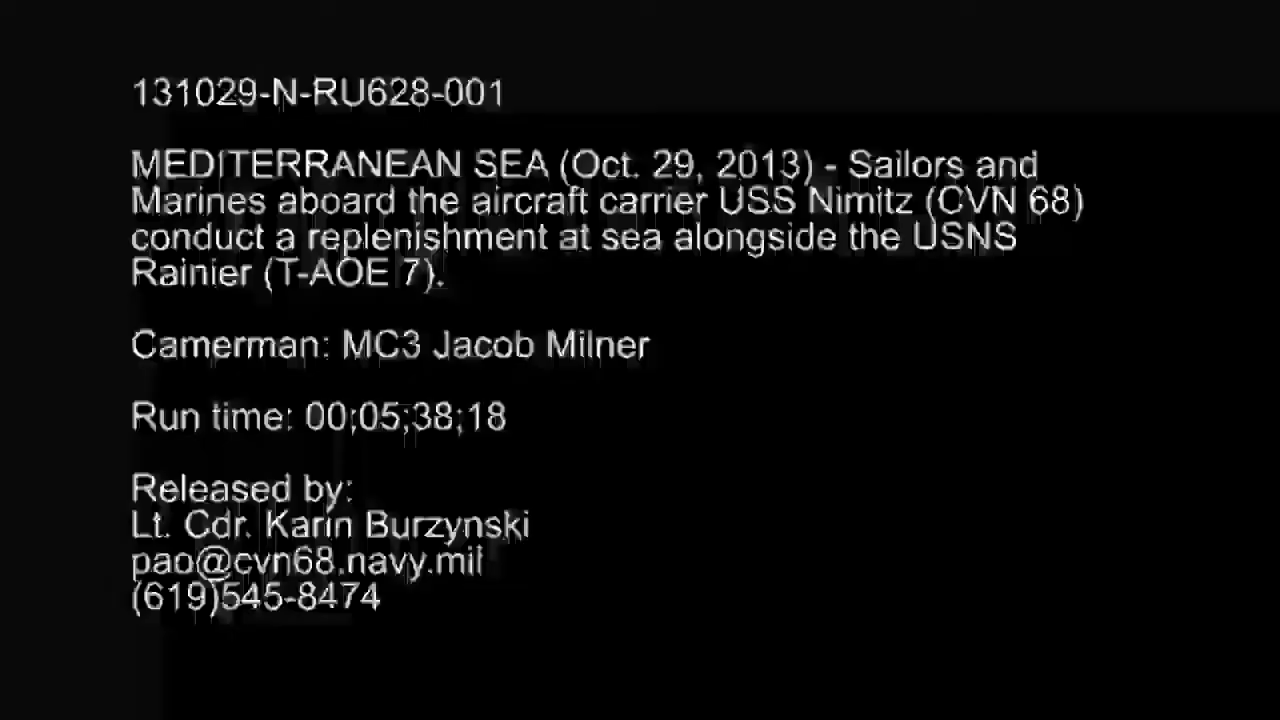 131029-N-RU628-001
MEDITERRANEAN SEA (Oct. 29, 2013) - Sailors and
Marines aboard the aircraft carrier USS Nimitz (CVN 68)
conduct a replenishment at sea alongside the USNS
Rainier (T-AOE 7).
Camerman: MC3 Jacob Milner
Run time: 00;05;38;18
Released by:
Lt. Cdr. Karin Burzynski
pao@cvn68.navy.mil
(619)545-8474